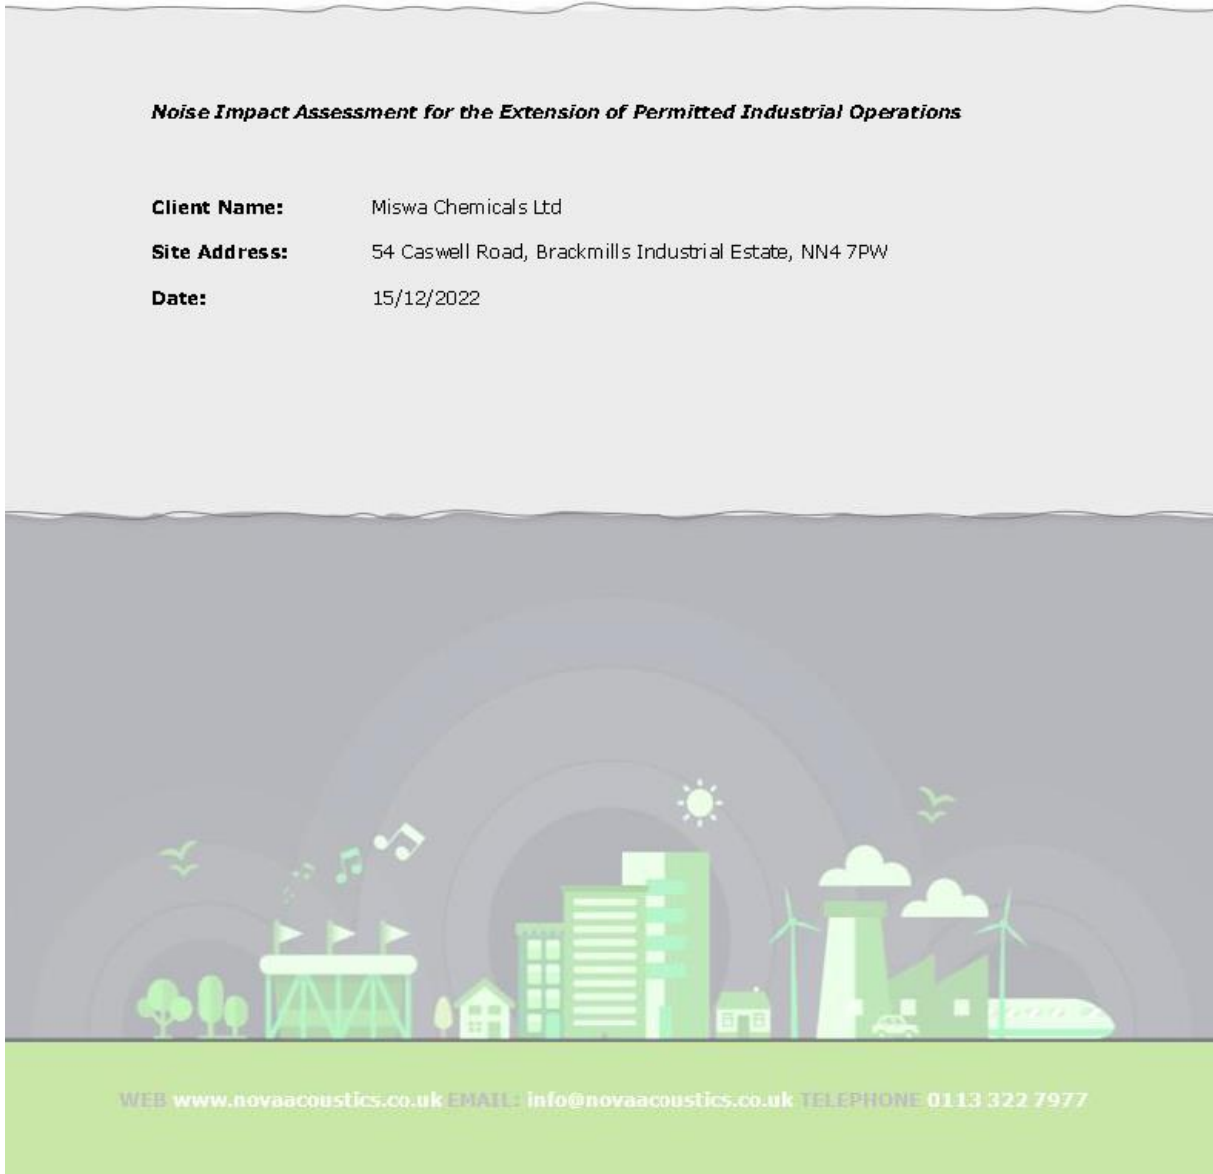 Noise Impact Assessment for the Extension of Permitted Industrial Operations
Client Name: Miswa Chemicals Ltd
Site Address: 54 Caswell Road, Brackmills Industrial Estate, NN4 7PW
Date: 15/12/2022
WEB www.novaacoustics.co.uk EMAIL: info@novaacoustics.co.uk TELEPHONE 0113 322 7977